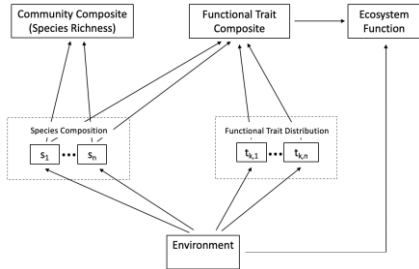 Community Composite
(Species Richness)
Functional Trait
Composite
Ecosystem
Function
Species Composition
s1 ••• sn
Functional Trait Distribution
tk,1 ••• tk,n
Environment